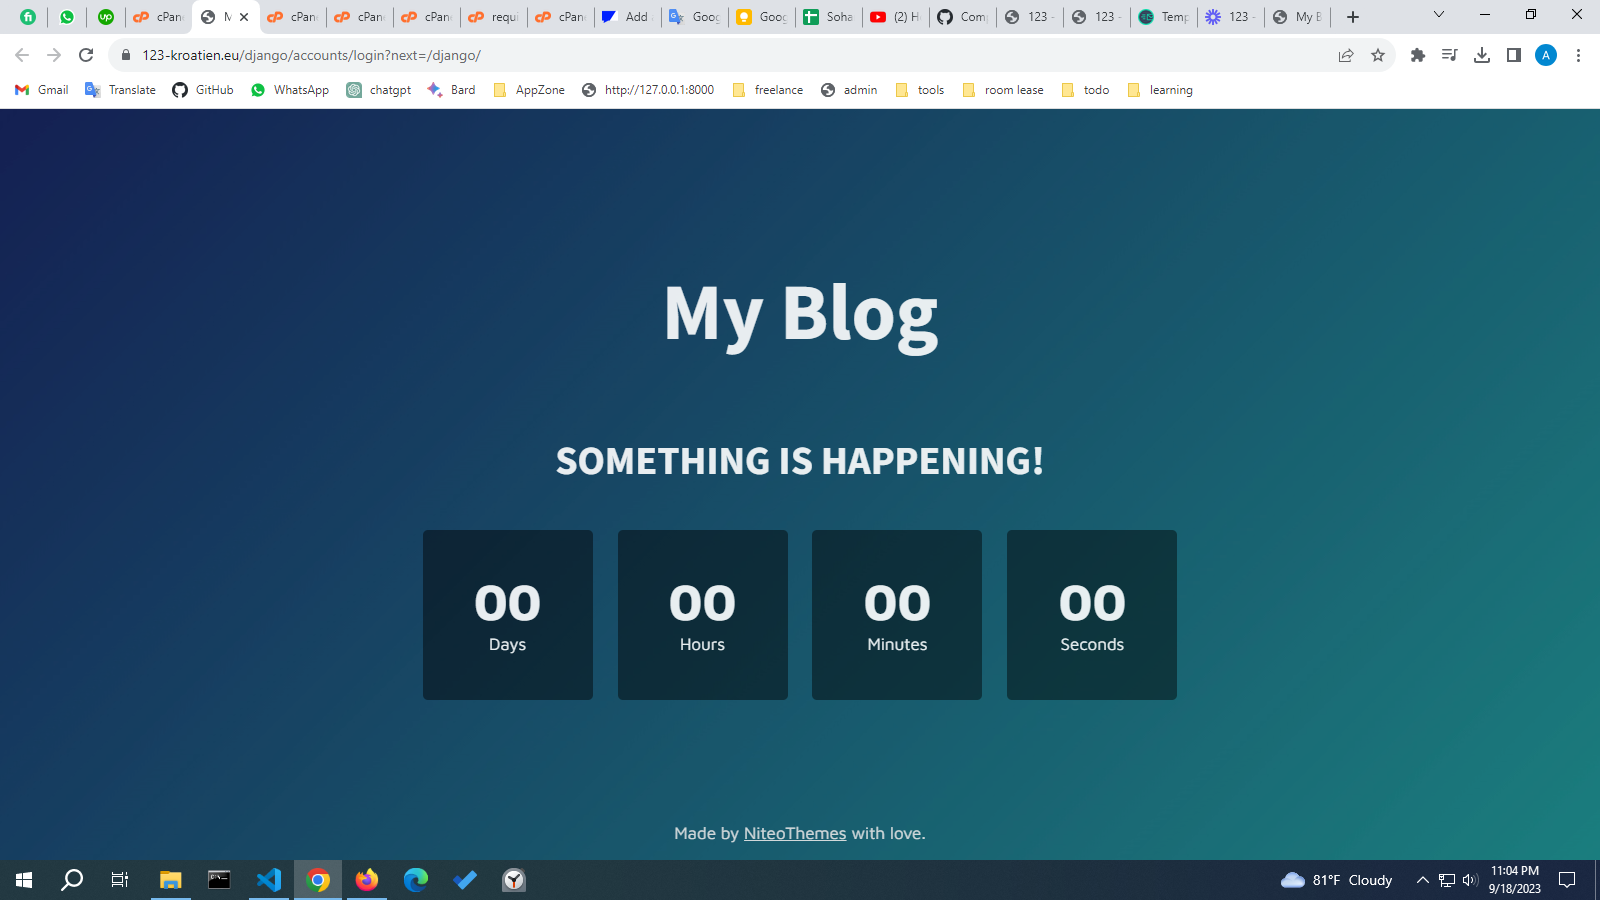 cPan
M
cPan
cPan
cPan
requi
cPan
Add
Goog
Goog
Soha
(2) H
Comp
123 -
123 -
Temp
123 -
My B
123-kroatien.eu/django/accounts/login?next=/django/
A
Gmail
Translate
GitHub
WhatsApp
chatgpt
Bard
AppZone
http://127.0.0.1:8000
freelance
admin
tools
room lease
todo
learning
My Blog
SOMETHING IS HAPPENING!
00
Days
00
Hours
00
Minutes
00
Seconds
Made by NiteoThemes with love.
81°F Cloudy
11:04 PM
9/18/2023